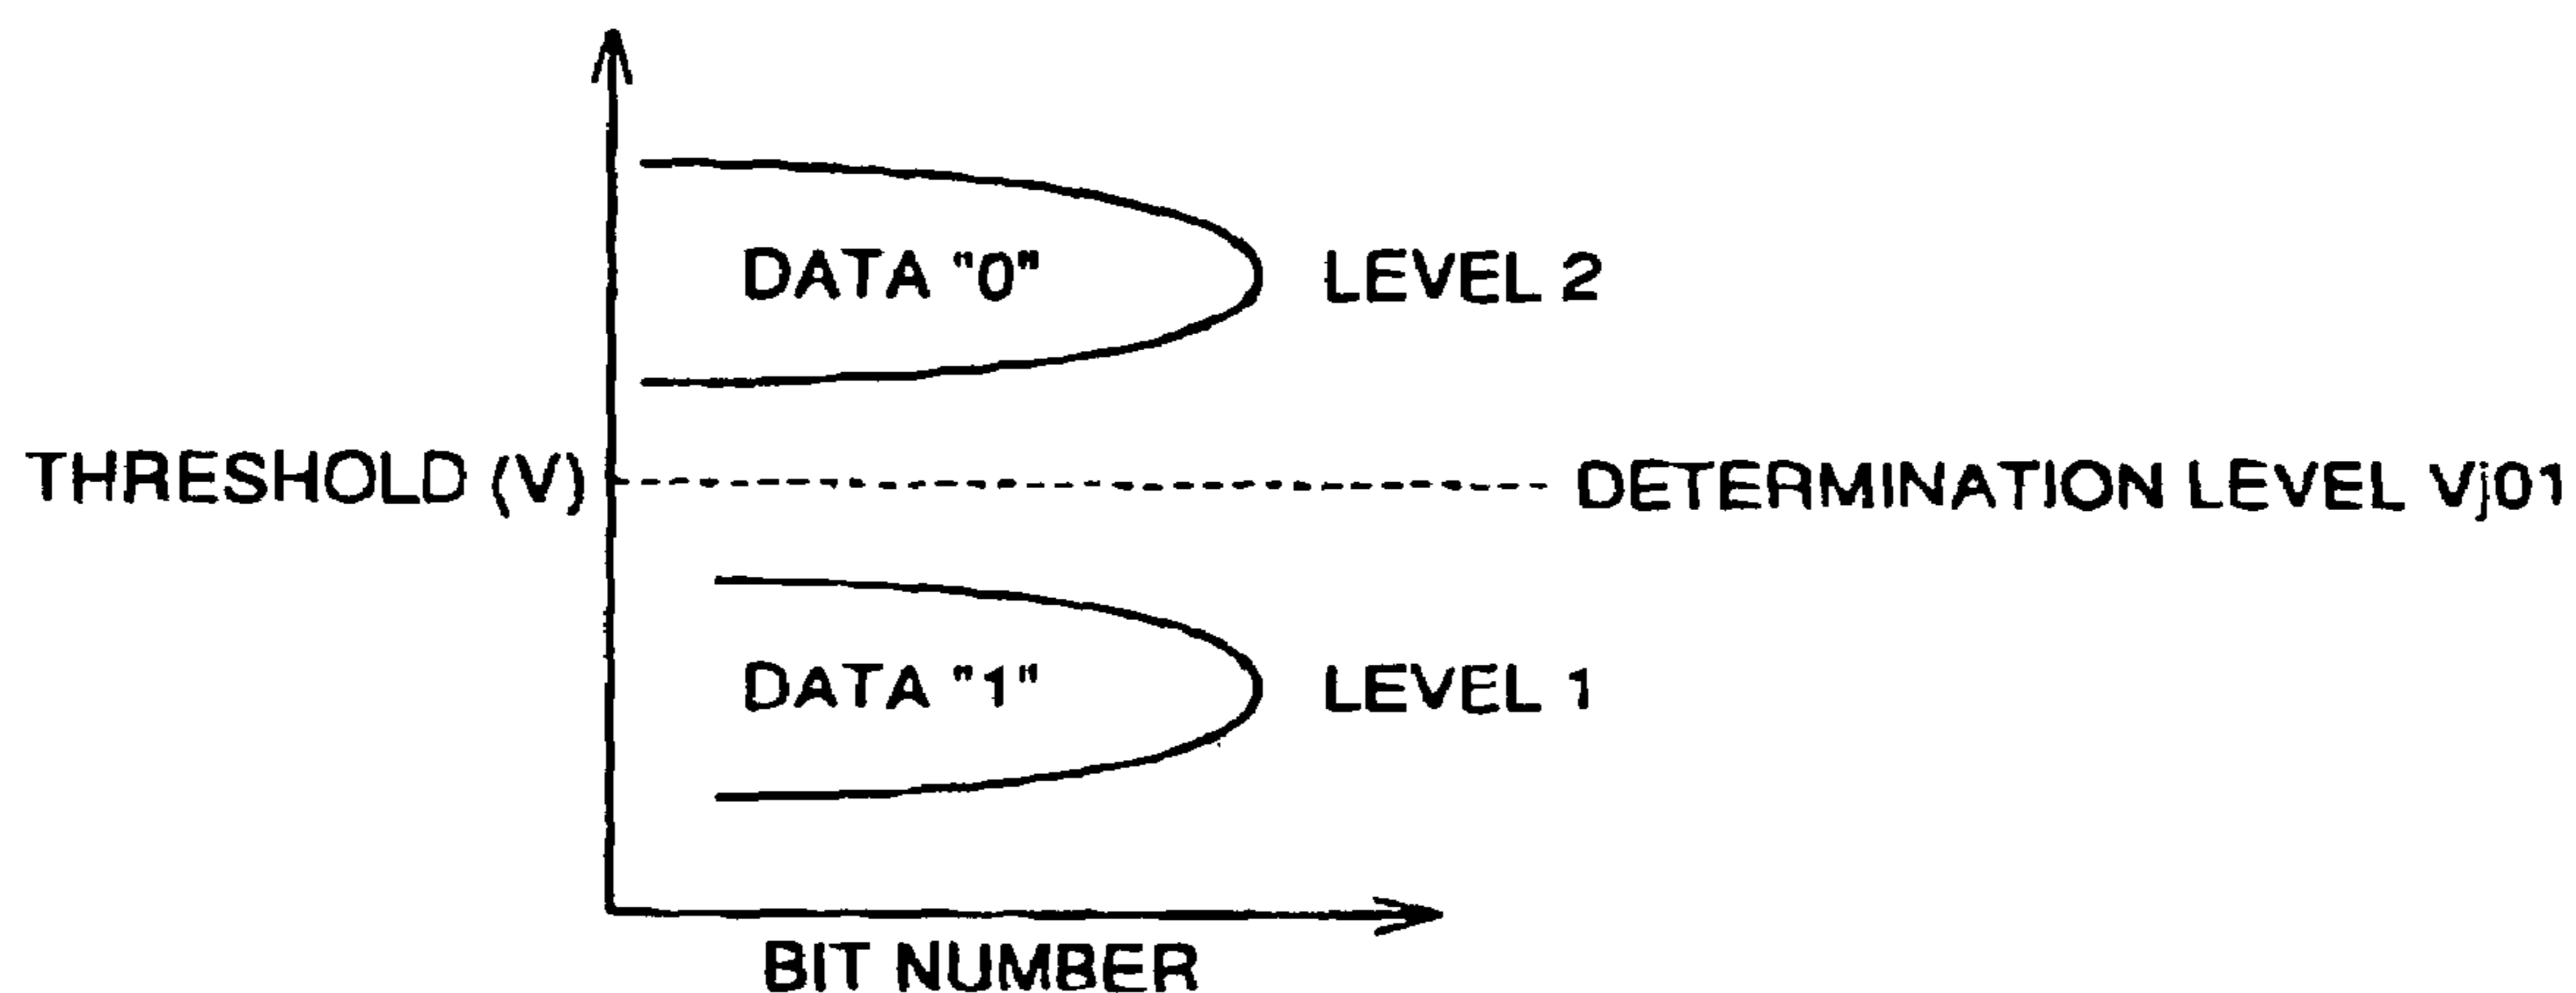 DATA "0" LEVEL 2
THRESHOLD (V) DETERMINATION LEVEL Vj01
DATA "1" LEVEL 1
BIT NUMBER